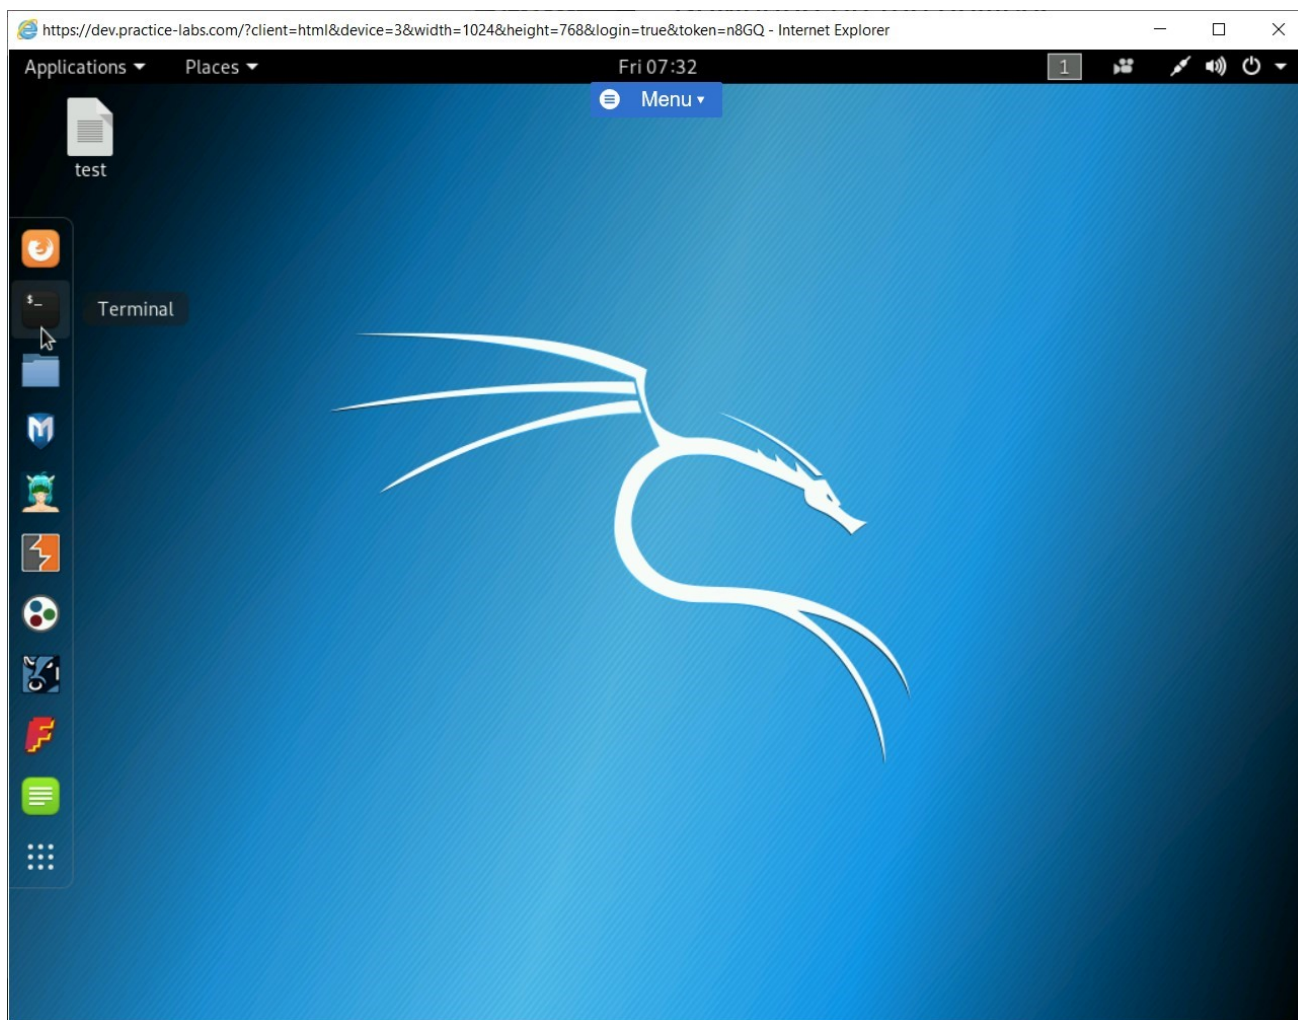 https://dev.practice-labs.com/?client=html&device=3&width=1024&height=768&login=true&token=n8GQ - Internet Explorer
Applications Places Fri 07:32 1
Menu
test
$_
Terminal